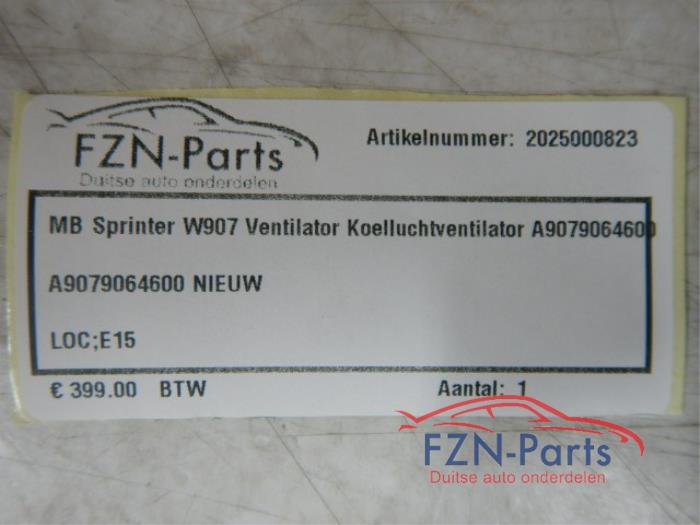 FZN-Parts
Duitse auto onderdelen
Artikelnummer: 2025000823
MB Sprinter W907 Ventilator Koelluchtventilator A9079064600
A9079064600 NIEUW
LOC;E15
€ 399.00 BTW
Aantal: 1
FZN-Parts
Duitse auto onderdelen